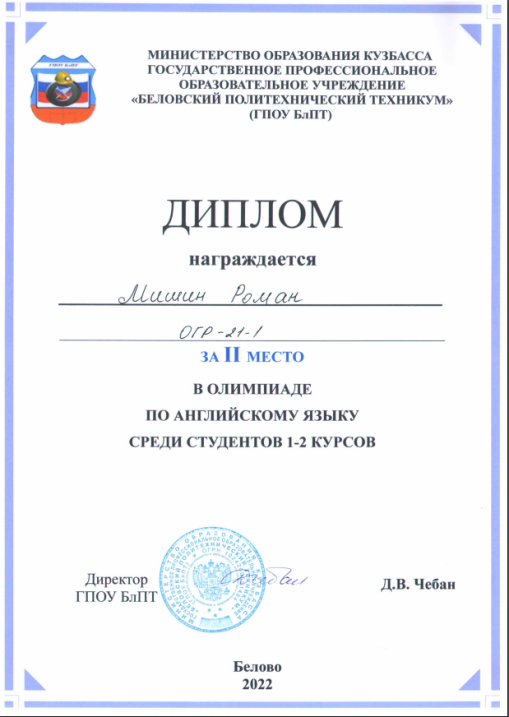 ГПОУ БлПТ
МИНИСТЕРСТВО ОБРАЗОВАНИЯ КУЗБАССА
ГОСУДАРСТВЕННОЕ ПРОФЕССИОНАЛЬНОЕ
ОБРАЗОВАТЕЛЬНОЕ УЧРЕЖДЕНИЕ
«БЕЛОВСКИЙ ПОЛИТЕХНИЧЕСКИЙ ТЕХНИКУМ»
(ГПОУ БлПТ)
ДИПЛОМ
награждается
Мишин Роман
ОГР-21-1
ЗА II МЕСТО
В ОЛИМПИАДЕ
ПО АНГЛИЙСКОМУ ЯЗЫКУ
СРЕДИ СТУДЕНТОВ 1-2 КУРСОВ
Директор
ГПОУ БлПТ
Д.В. Чебан
Белово
2022